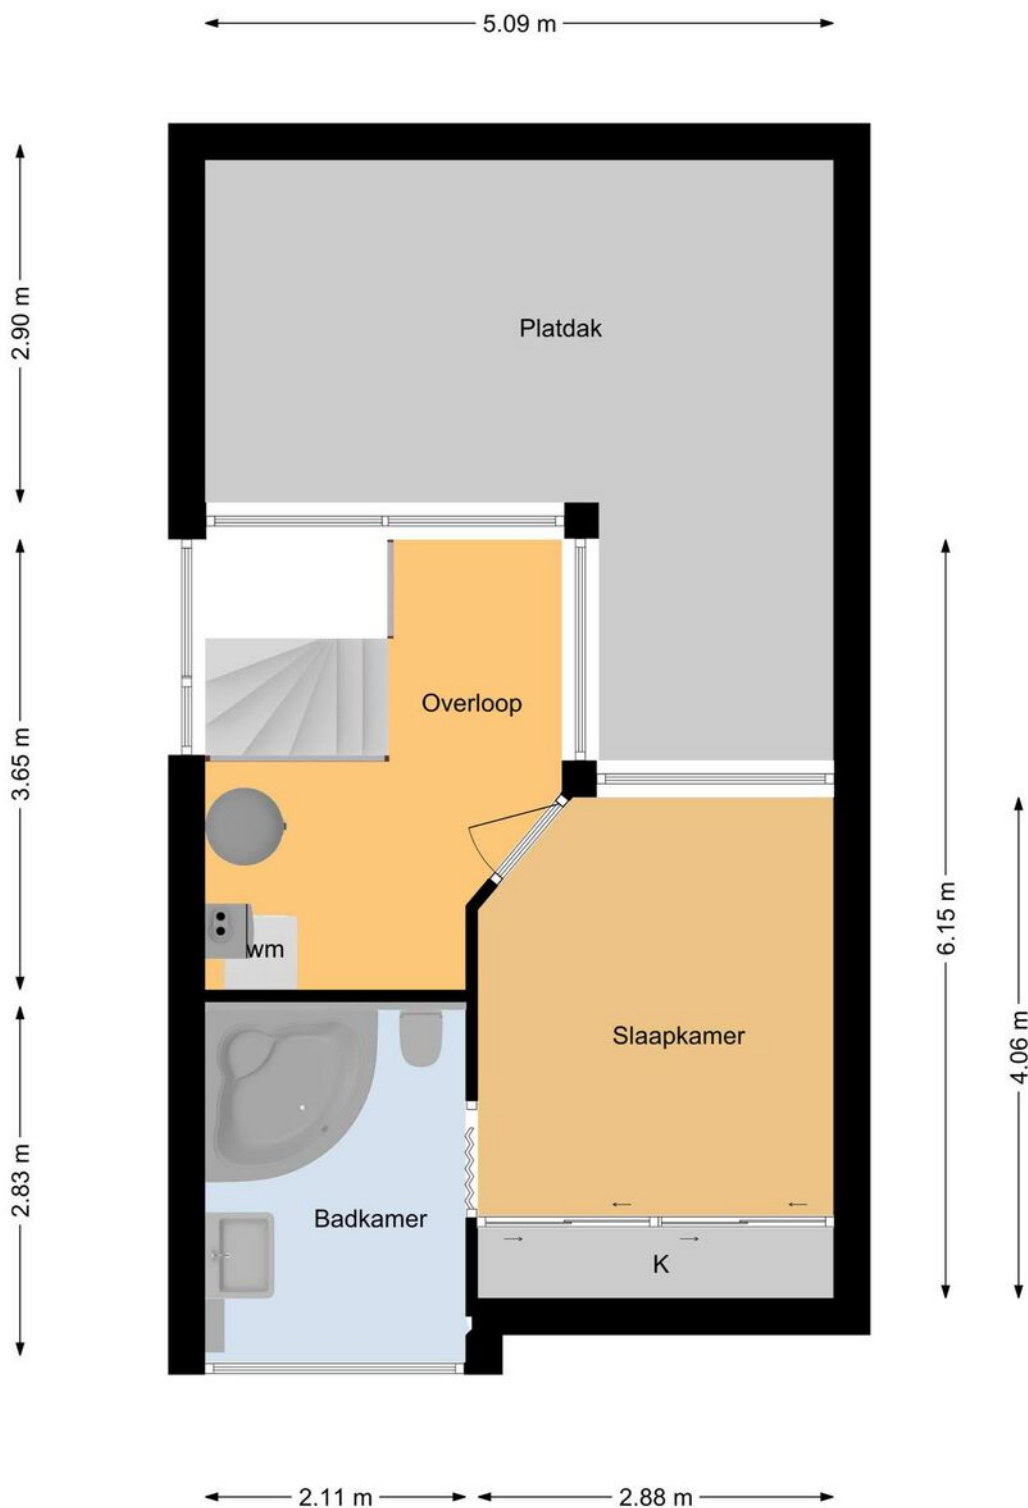 5.09 m
2.90 m
Platdak
Overloop
3.65 m
6.15 m
wm
Slaapkamer
4.06 m
2.83 m
Badkamer
K
2.11 m
2.88 m